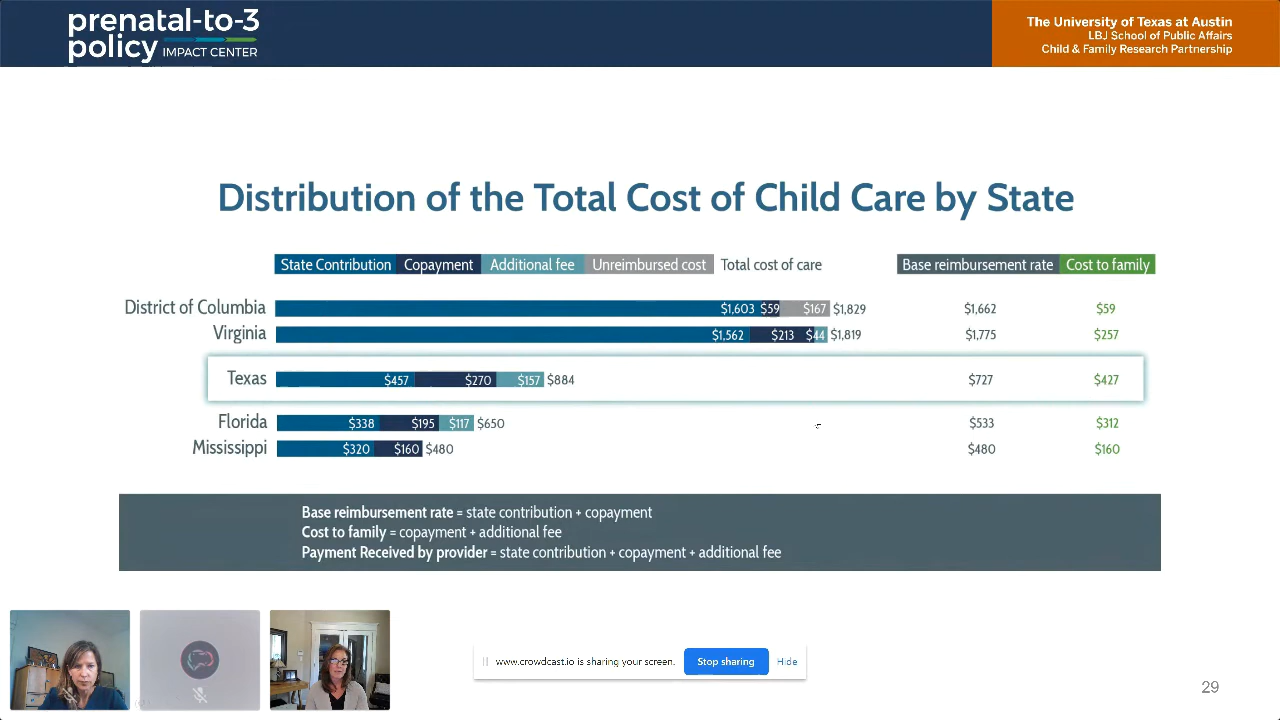 prenatal-to-3
policy IMPACT CENTER
The University of Texas at Austin
LBJ School of Public Affairs
Child & Family Research Partnership
Distribution of the Total Cost of Child Care by State
State Contribution Copayment Additional fee Unreimbursed cost Total cost of care Base reimbursement rate Cost to family
District of Columbia $1,603 $59 $167 $1,829 $1,662 $59
Virginia $1,562 $213 $44 $1,819 $1,775 $257
Texas $457 $270 $157 $884 $727 $427
Florida $338 $195 $117 $650 $533 $312
Mississippi $320 $160 $480 $480 $160
Base reimbursement rate = state contribution + copayment
Cost to family = copayment + additional fee
Payment Received by provider = state contribution + copayment + additional fee
www.crowdcast.io is sharing your screen. Stop sharing Hide
29